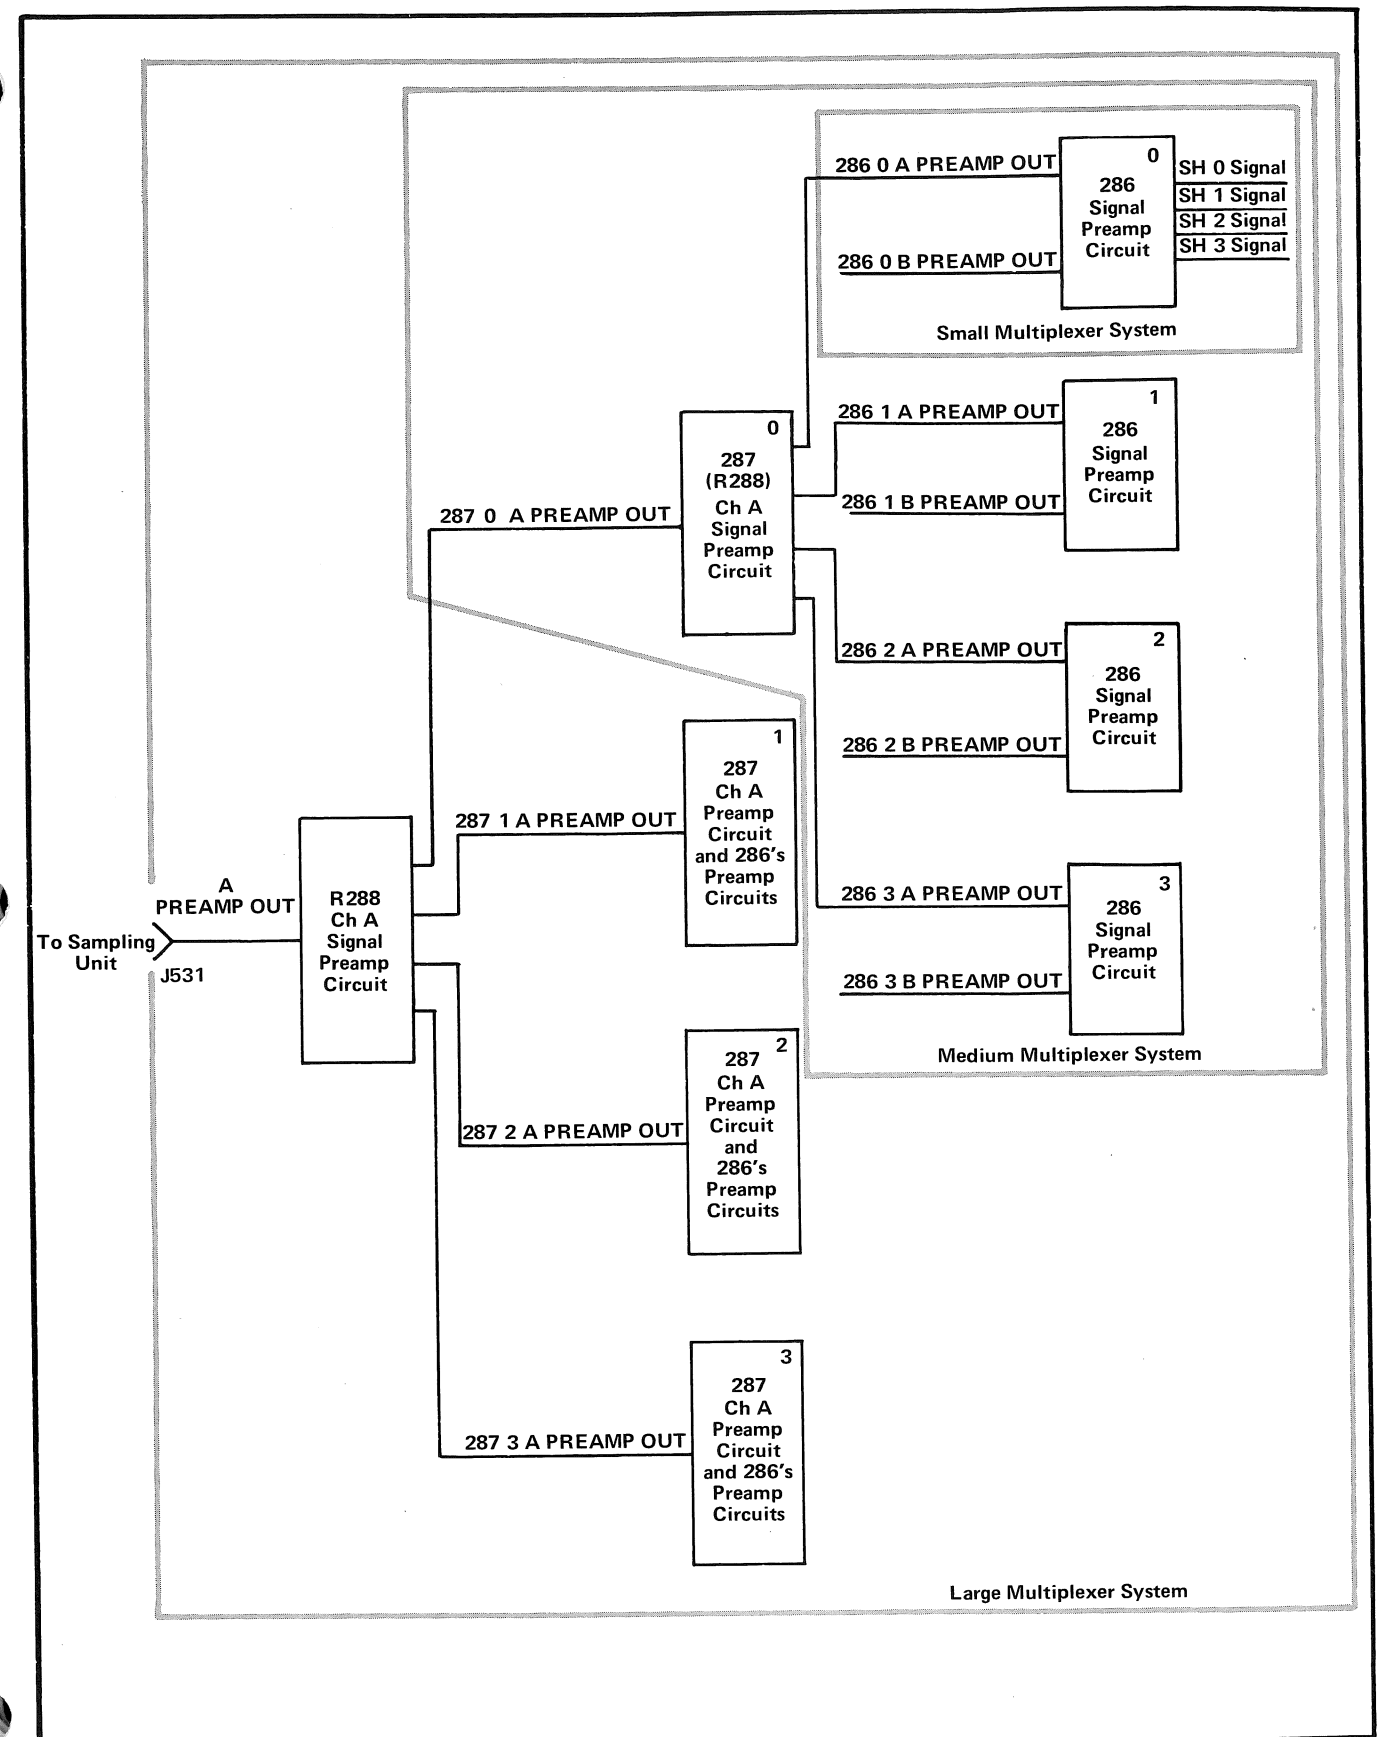 286 0 A PREAMP OUT
0
286
Signal
Preamp
Circuit
SH 0 Signal
SH 1 Signal
SH 2 Signal
SH 3 Signal
286 0 B PREAMP OUT
Small Multiplexer System
286 1 A PREAMP OUT
1
286
Signal
Preamp
Circuit
286 1 B PREAMP OUT
0
287
(R288)
Ch A
Signal
Preamp
Circuit
287 0 A PREAMP OUT
286 2 A PREAMP OUT
2
286
Signal
Preamp
Circuit
286 2 B PREAMP OUT
1
287
Ch A
Preamp
Circuit
and 286's
Preamp
Circuits
287 1 A PREAMP OUT
286 3 A PREAMP OUT
3
286
Signal
Preamp
Circuit
286 3 B PREAMP OUT
Medium Multiplexer System
A
PREAMP OUT
To Sampling
Unit
J531
R288
Ch A
Signal
Preamp
Circuit
287 2 A PREAMP OUT
2
287
Ch A
Preamp
Circuit
and
286's
Preamp
Circuits
287 3 A PREAMP OUT
3
287
Ch A
Preamp
Circuit
and 286's
Preamp
Circuits
Large Multiplexer System